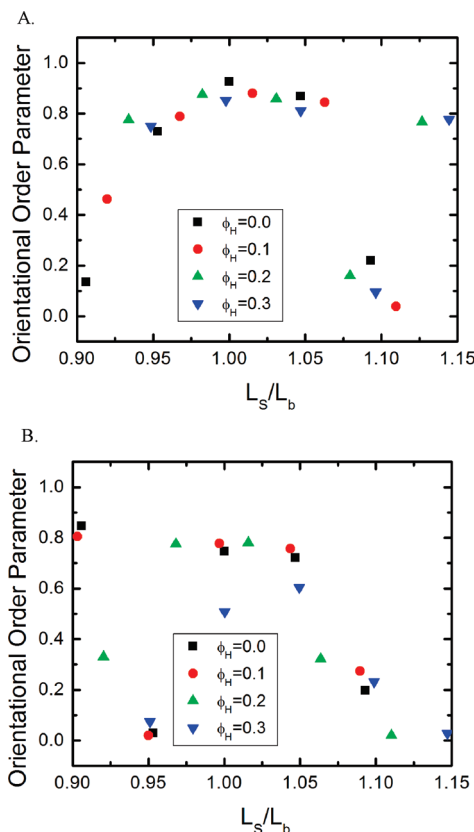 A.
Orientational Order Parameter
1.0
0.8
0.6
0.4
0.2
0.0
ϕH=0.0
ϕH=0.1
ϕH=0.2
ϕH=0.3
0.90 0.95 1.00 1.05 1.10 1.15
LS/Lb
B.
Orientational Order Parameter
1.0
0.8
0.6
0.4
0.2
0.0
ϕH=0.0
ϕH=0.1
ϕH=0.2
ϕH=0.3
0.90 0.95 1.00 1.05 1.10 1.15
LS/Lb